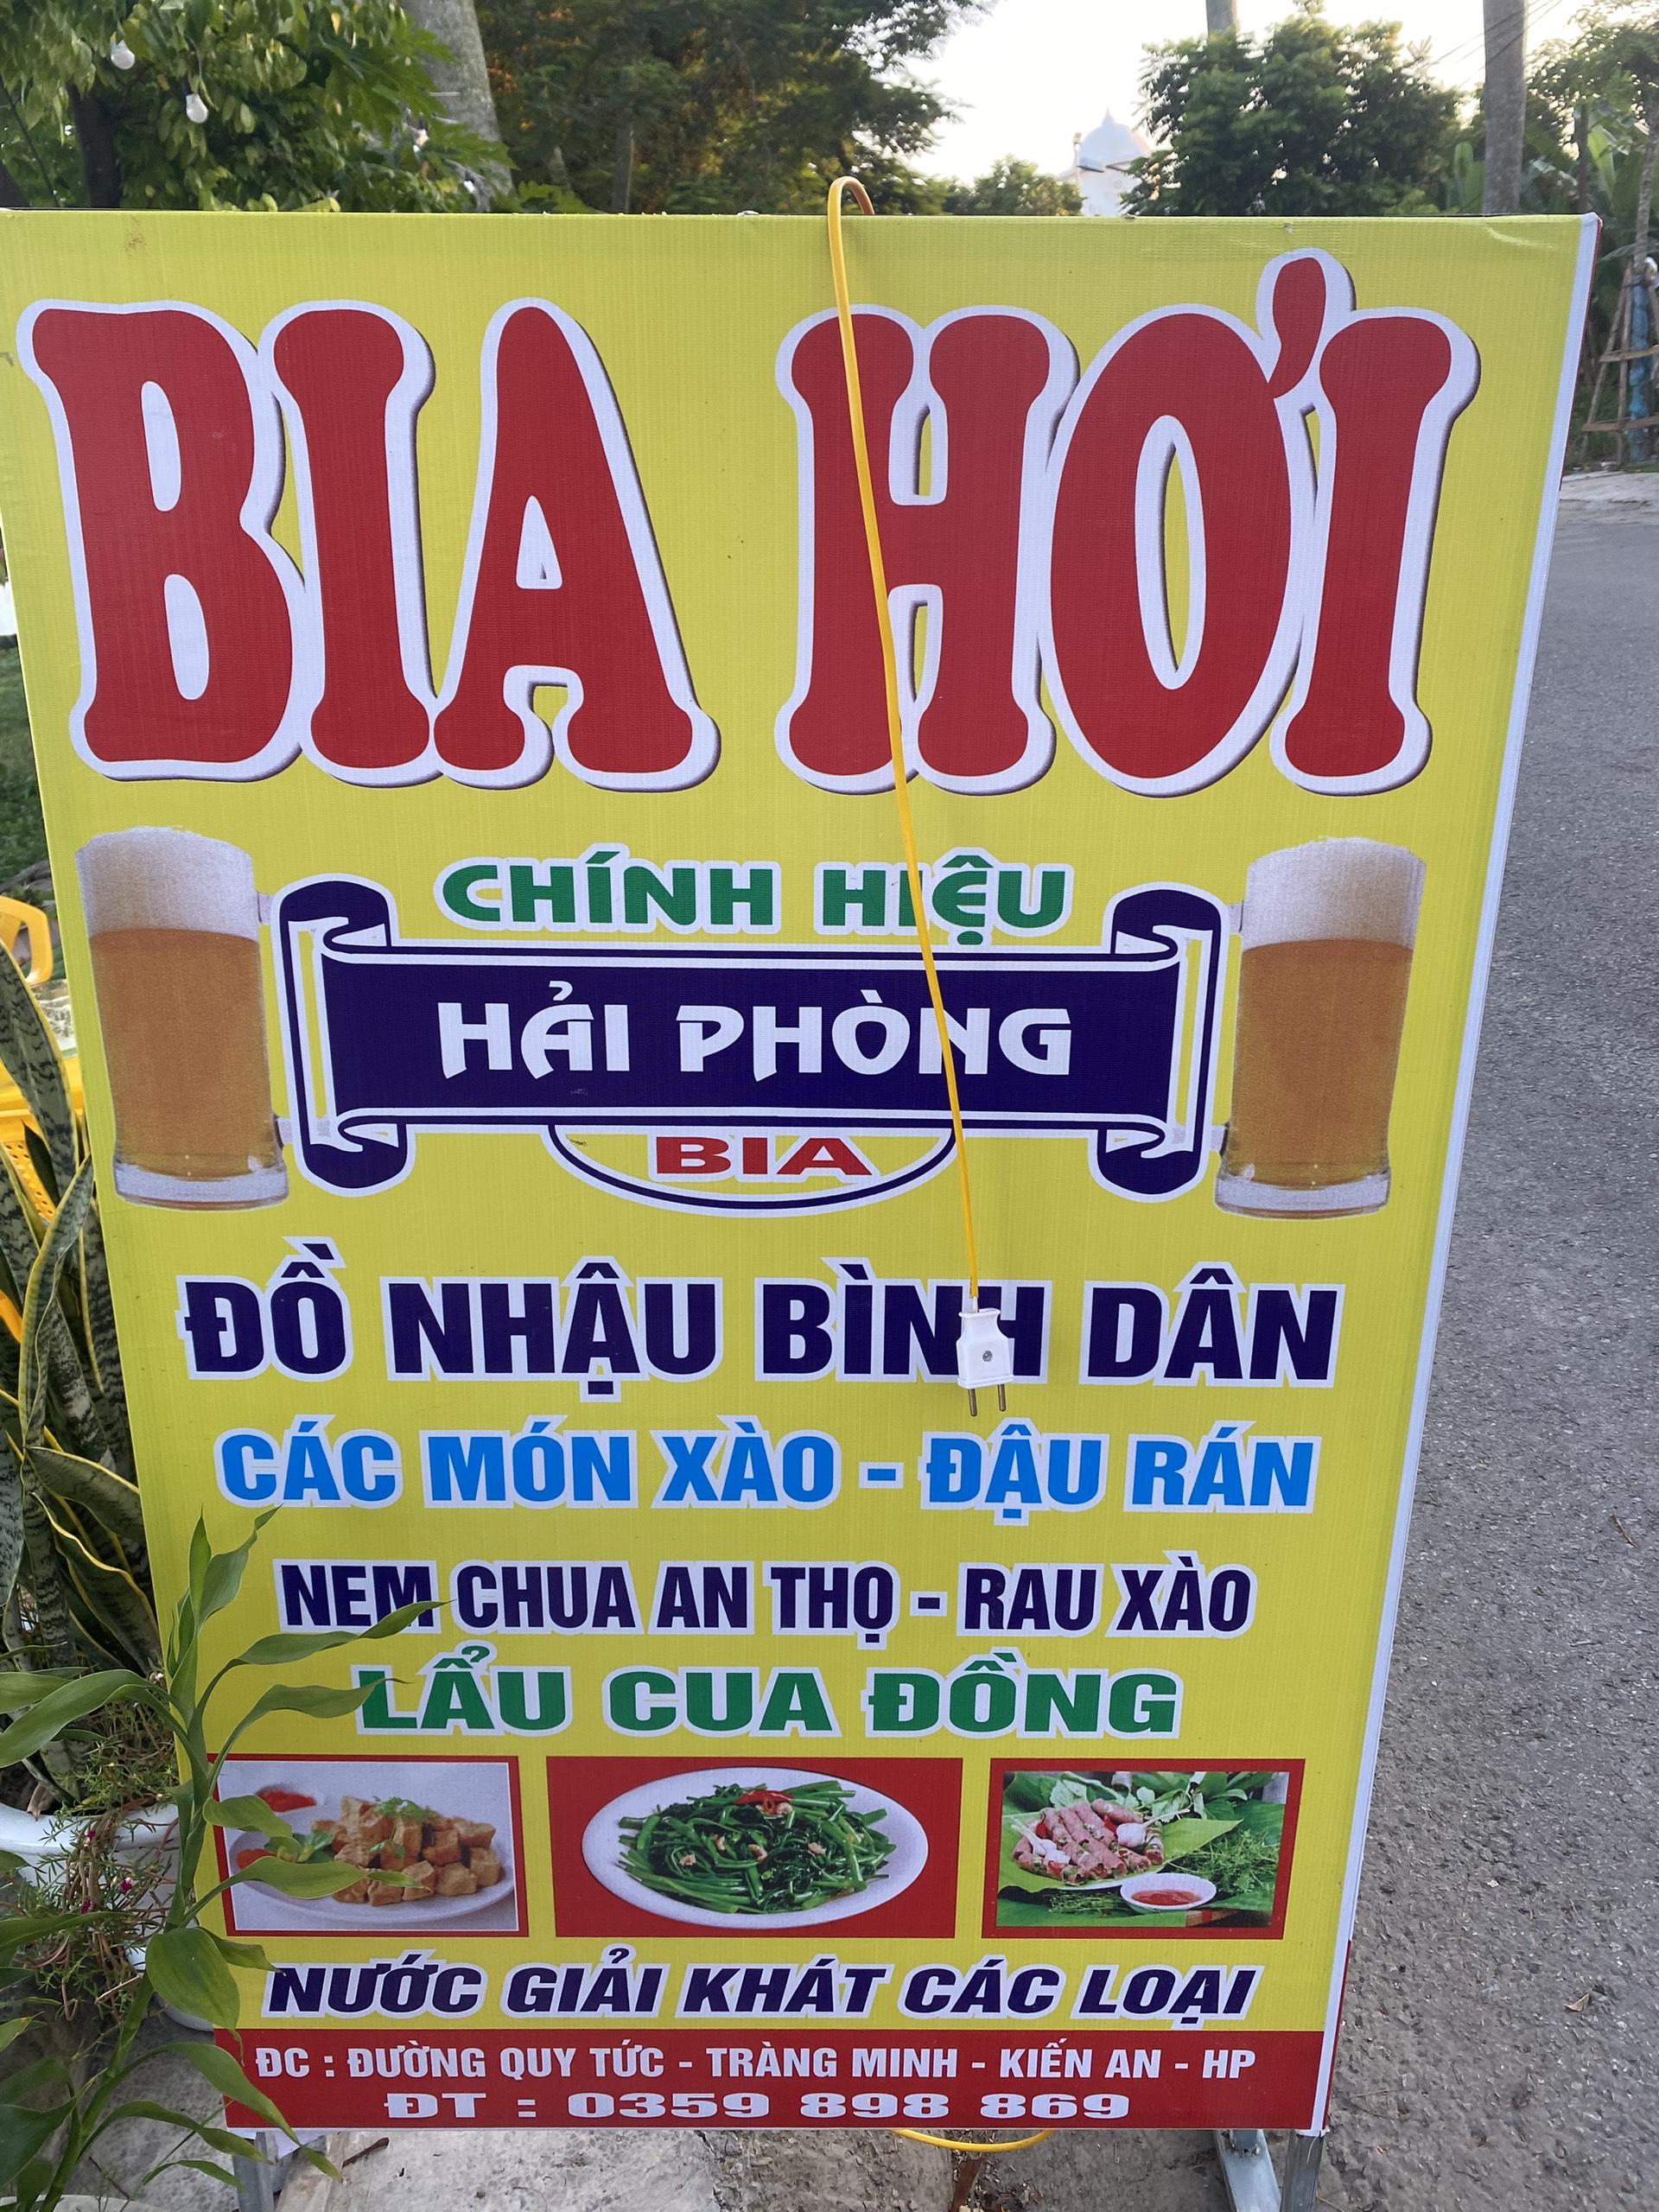 BIA HƠI
CHÍNH HIỆU
HẢI PHÒNG
BIA
ĐỒ NHẬU BÌNH DÂN
CÁC MÓN XÀO - ĐẬU RÁN
NEM CHUA AN THỌ - RAU XÀO
LẨU CUA ĐỒNG
NƯỚC GIẢI KHÁT CÁC LOẠI
ĐC : ĐƯỜNG QUY TỨC - TRÀNG MINH - KIẾN AN - HP
ĐT : 0359 898 869